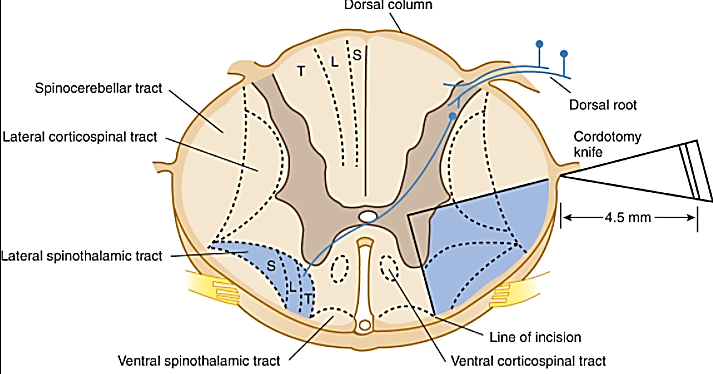 Dorsal column
T
L
S
Spinocerebellar tract
Dorsal root
Lateral corticospinal tract
Cordotomy
knife
4.5 mm
Lateral spinothalamic tract
S
L
T
Line of incision
Ventral spinothalamic tract
Ventral corticospinal tract